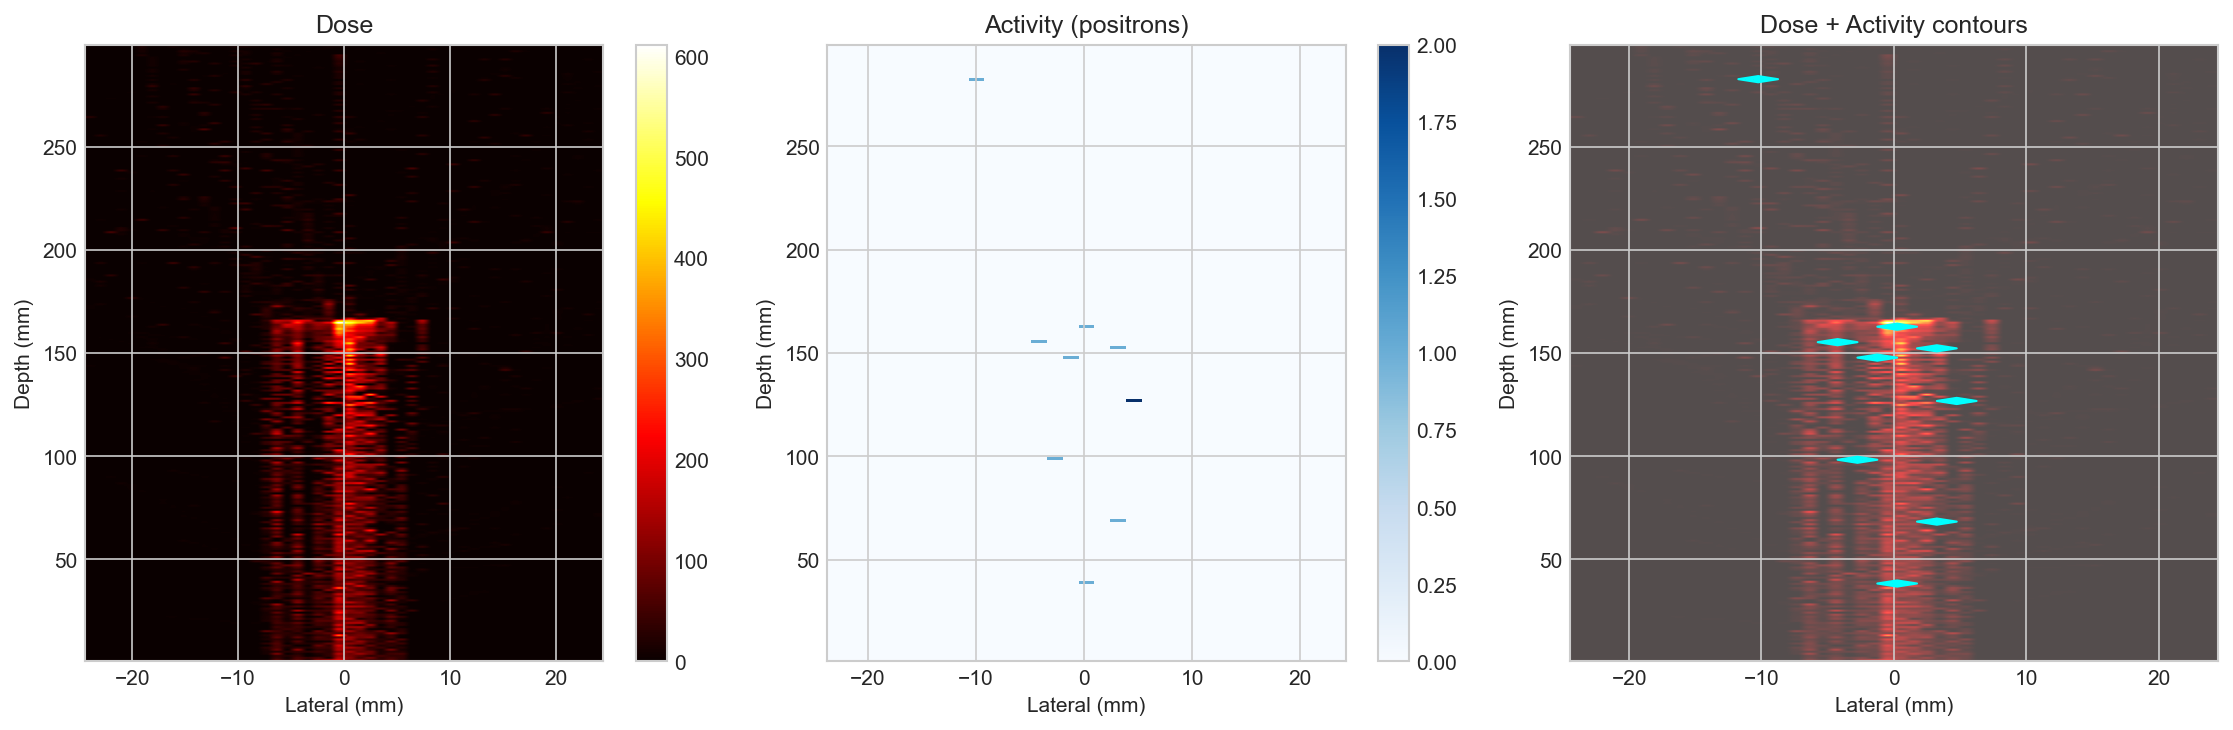 Dose
Depth (mm)
250
200
150
100
50
−20 −10 0 10 20
Lateral (mm)
600
500
400
300
200
100
0
Activity (positrons)
Depth (mm)
250
200
150
100
50
−20 −10 0 10 20
Lateral (mm)
2.00
1.75
1.50
1.25
1.00
0.75
0.50
0.25
0.00
Dose + Activity contours
Depth (mm)
250
200
150
100
50
−20 −10 0 10 20
Lateral (mm)